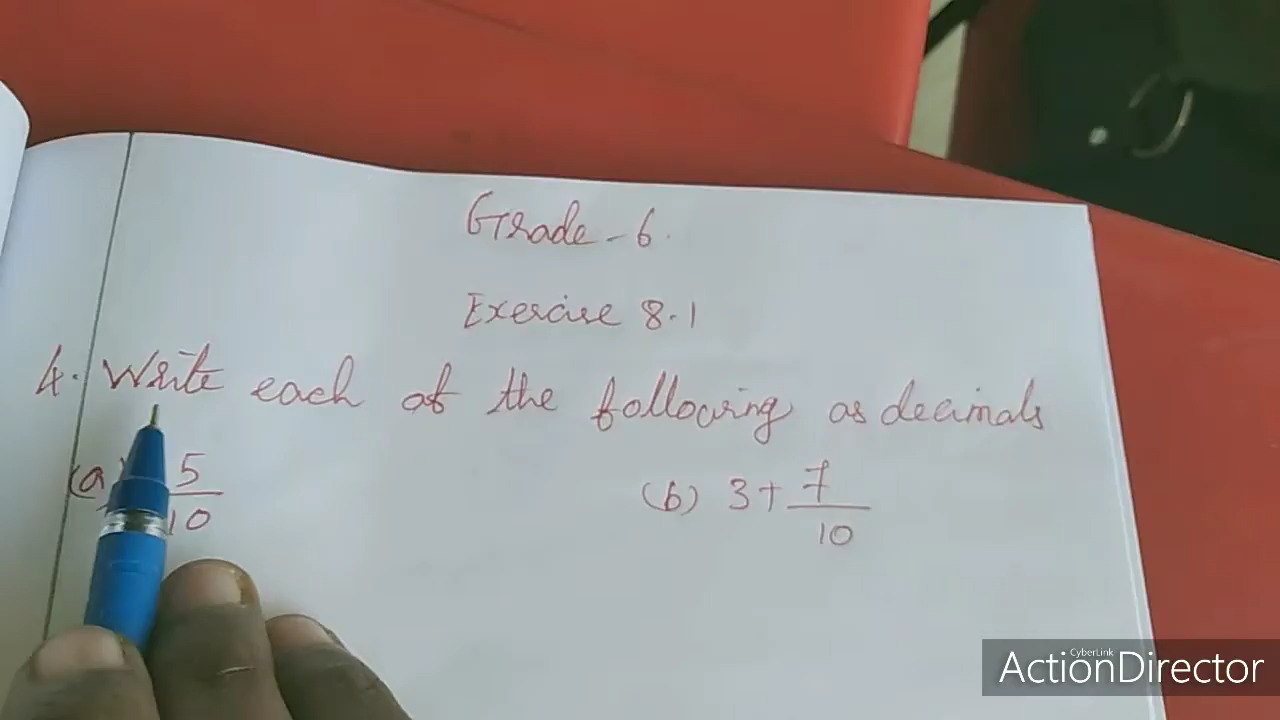 Grade-6.
Exercise 8.1
4. Write each of the following as decimals
(a) 5/10 (b) 3+7/10
CyberLink
ActionDirector